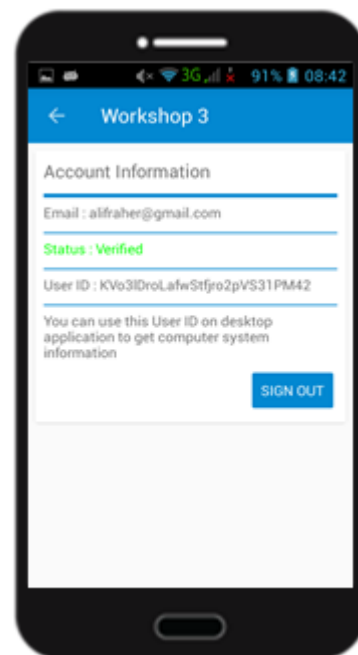 3G 91% 08:42
Workshop 3
Account Information
Email : alifraher@gmail.com
Status : Verified
User ID : KVo3lDroLafwStfjro2pVS31PM42
You can use this User ID on desktop
application to get computer system
information
SIGN OUT